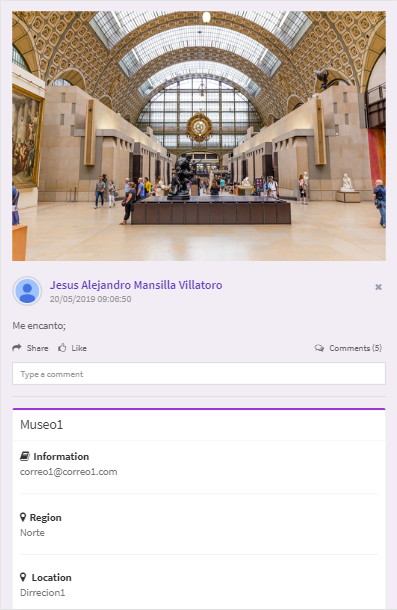 Jesus Alejandro Mansilla Villatoro
20/05/2019 09:06:50
Me encanto;
Share Like Comments (5)
Type a comment
Museo1
Information
correo1@correo1.com
Region
Norte
Location
Dirrecion1